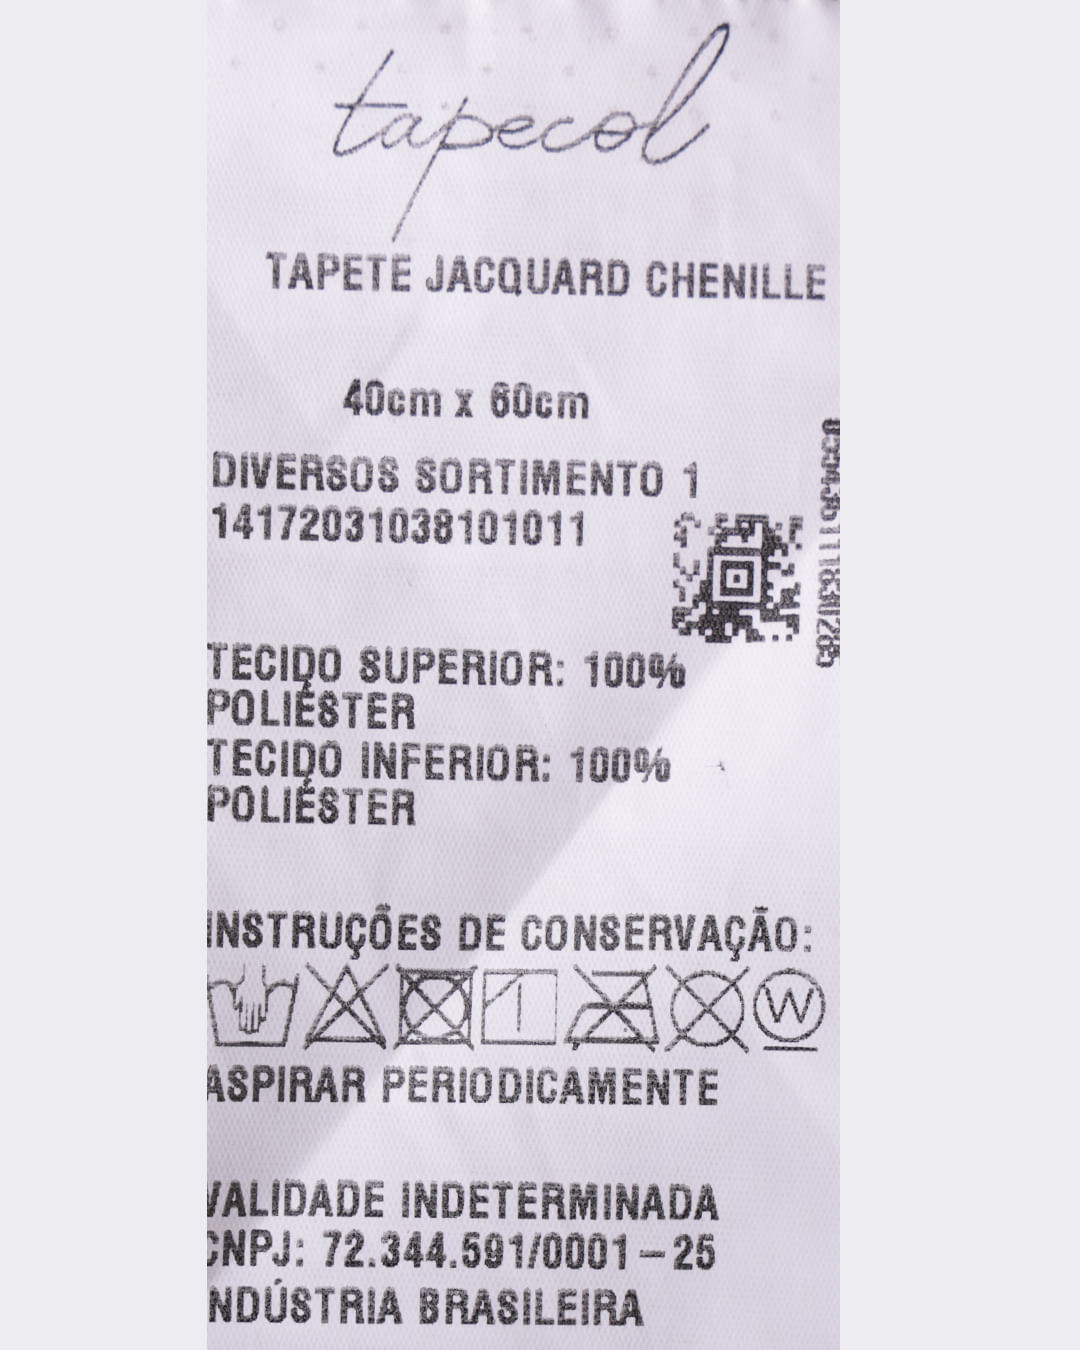 tapecol
TAPETE JACQUARD CHENILLE
40cm x 60cm
DIVERSOS SORTIMENTO 1
14172031038101011
TECIDO SUPERIOR: 100%
POLIÉSTER
TECIDO INFERIOR: 100%
POLIÉSTER
INSTRUÇÕES DE CONSERVAÇÃO:
W
ASPIRAR PERIODICAMENTE
VALIDADE INDETERMINADA
CNPJ: 72.344.591/0001-25
INDÚSTRIA BRASILEIRA